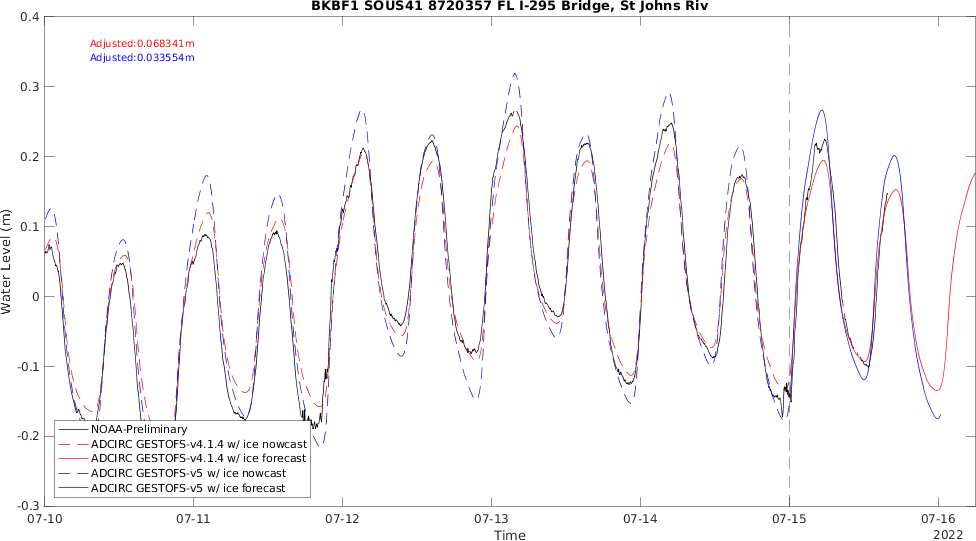 BKBF1 SOUS41 8720357 FL I-295 Bridge, St Johns Riv
0.4
0.3
0.2
0.1
0
-0.1
-0.2
-0.3
Water Level (m)
Adjusted:0.068341m
Adjusted:0.033554m
NOAA-Preliminary
ADCIRC GESTOFS-v4.1.4 w/ ice nowcast
ADCIRC GESTOFS-v4.1.4 w/ ice forecast
ADCIRC GESTOFS-v5 w/ ice nowcast
ADCIRC GESTOFS-v5 w/ ice forecast
07-10 07-11 07-12 07-13 07-14 07-15 07-16
Time
2022